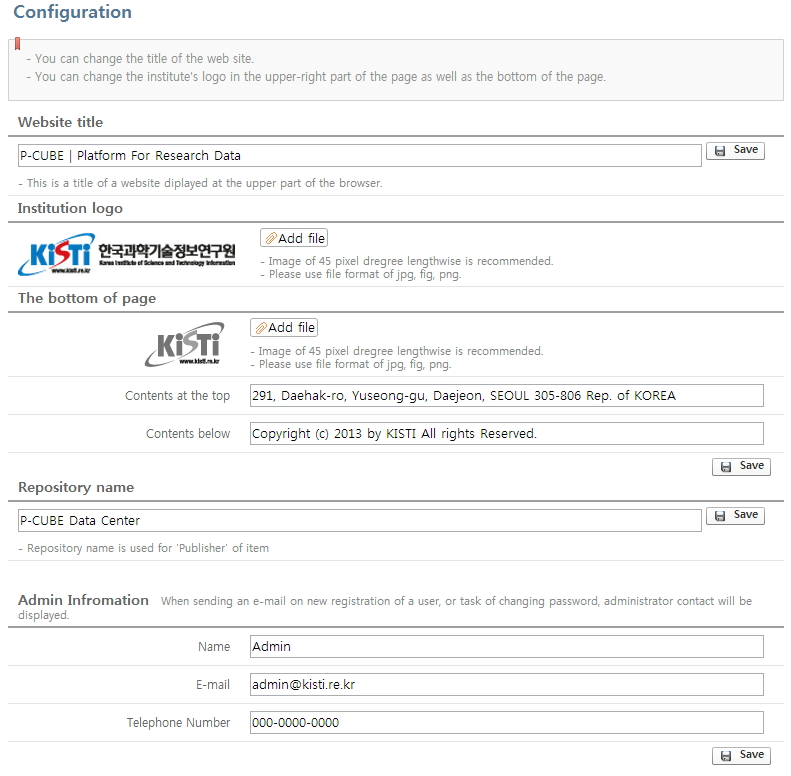 Configuration
- You can change the title of the web site.
- You can change the institute's logo in the upper-right part of the page as well as the bottom of the page.
Website title
P-CUBE | Platform For Research Data
Save
- This is a title of a website diplayed at the upper part of the browser.
Institution logo
KiSTi 한국과학기술정보연구원
www.kisti.re.kr Korea Institute of Science and Technology Information
Add file
- Image of 45 pixel dregree lengthwise is recommended.
- Please use file format of jpg, fig, png.
The bottom of page
KiSTi
www.kisti.re.kr
Add file
- Image of 45 pixel dregree lengthwise is recommended.
- Please use file format of jpg, fig, png.
Contents at the top 291, Daehak-ro, Yuseong-gu, Daejeon, SEOUL 305-806 Rep. of KOREA
Contents below Copyright (c) 2013 by KISTI All rights Reserved.
Save
Repository name
P-CUBE Data Center
Save
- Repository name is used for 'Publisher' of item
Admin Infromation When sending an e-mail on new registration of a user, or task of changing password, administrator contact will be
displayed.
Name Admin
E-mail admin@kisti.re.kr
Telephone Number 000-0000-0000
Save